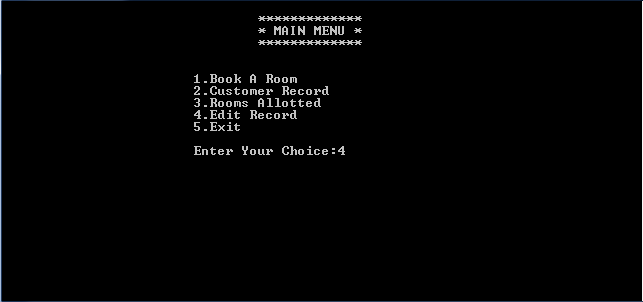 *************
* MAIN MENU *
*************
1.Book A Room
2.Customer Record
3.Rooms Allotted
4.Edit Record
5.Exit
Enter Your Choice:4